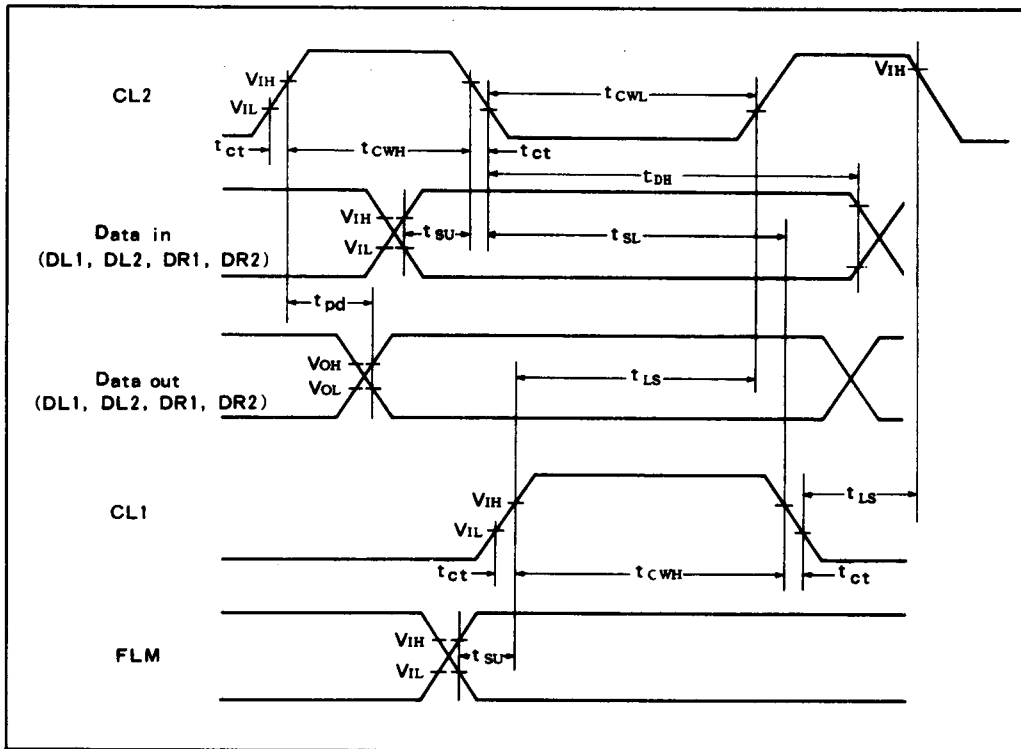 VIH
VIL
CL2
tct
tCWH
tct
tCWL
VIH
tDH
Data in
(DL1, DL2, DR1, DR2)
VIH
VIL
tSU
tSL
tpd
Data out
(DL1, DL2, DR1, DR2)
VOH
VOL
tLS
CL1
VIH
VIL
tLS
tct
tCWH
tct
FLM
VIH
VIL
tSU